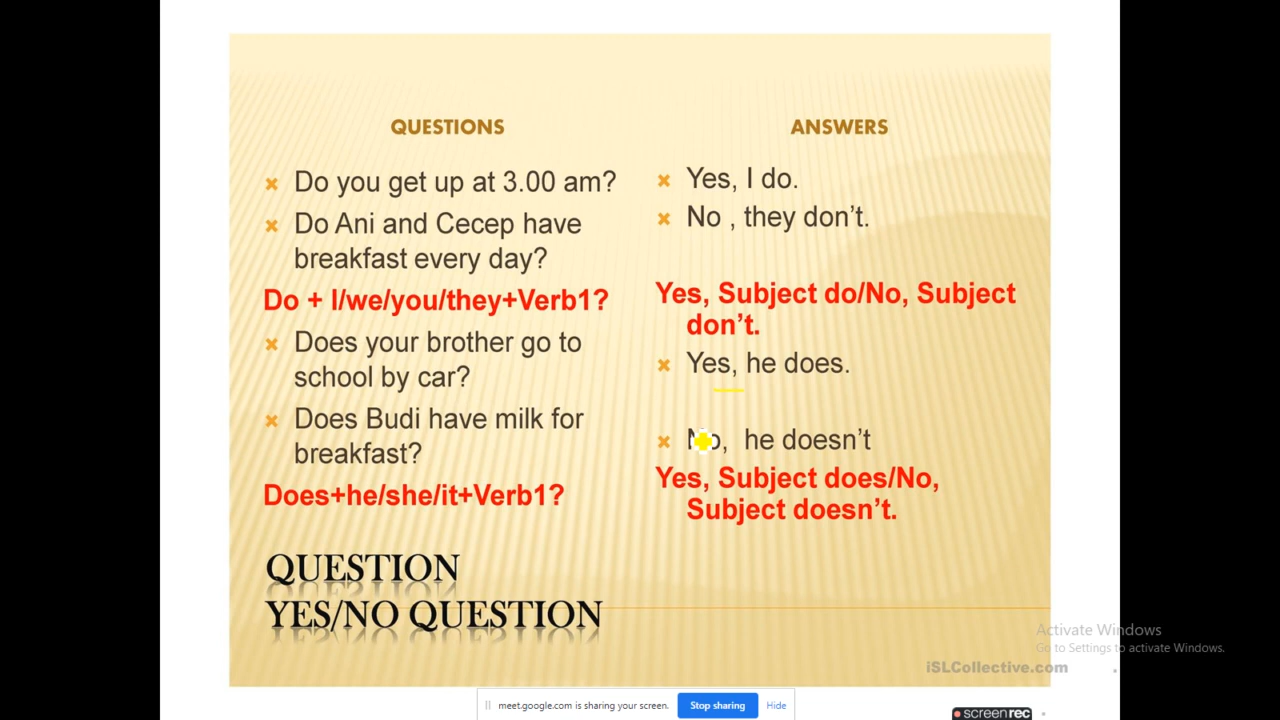 QUESTIONS
Do you get up at 3.00 am?
Do Ani and Cecep have
breakfast every day?
Do + I/we/you/they+Verb1?
Does your brother go to
school by car?
Does Budi have milk for
breakfast?
Does+he/she/it+Verb1?
ANSWERS
Yes, I do.
No , they don’t.
Yes, Subject do/No, Subject
don’t.
Yes, he does.
No, he doesn’t
Yes, Subject does/No,
Subject doesn’t.
QUESTION
YES/NO QUESTION
Activate Windows
Go to Settings to activate Windows.
iSLCollective.com
meet.google.com is sharing your screen.
Stop sharing
Hide
screenrec